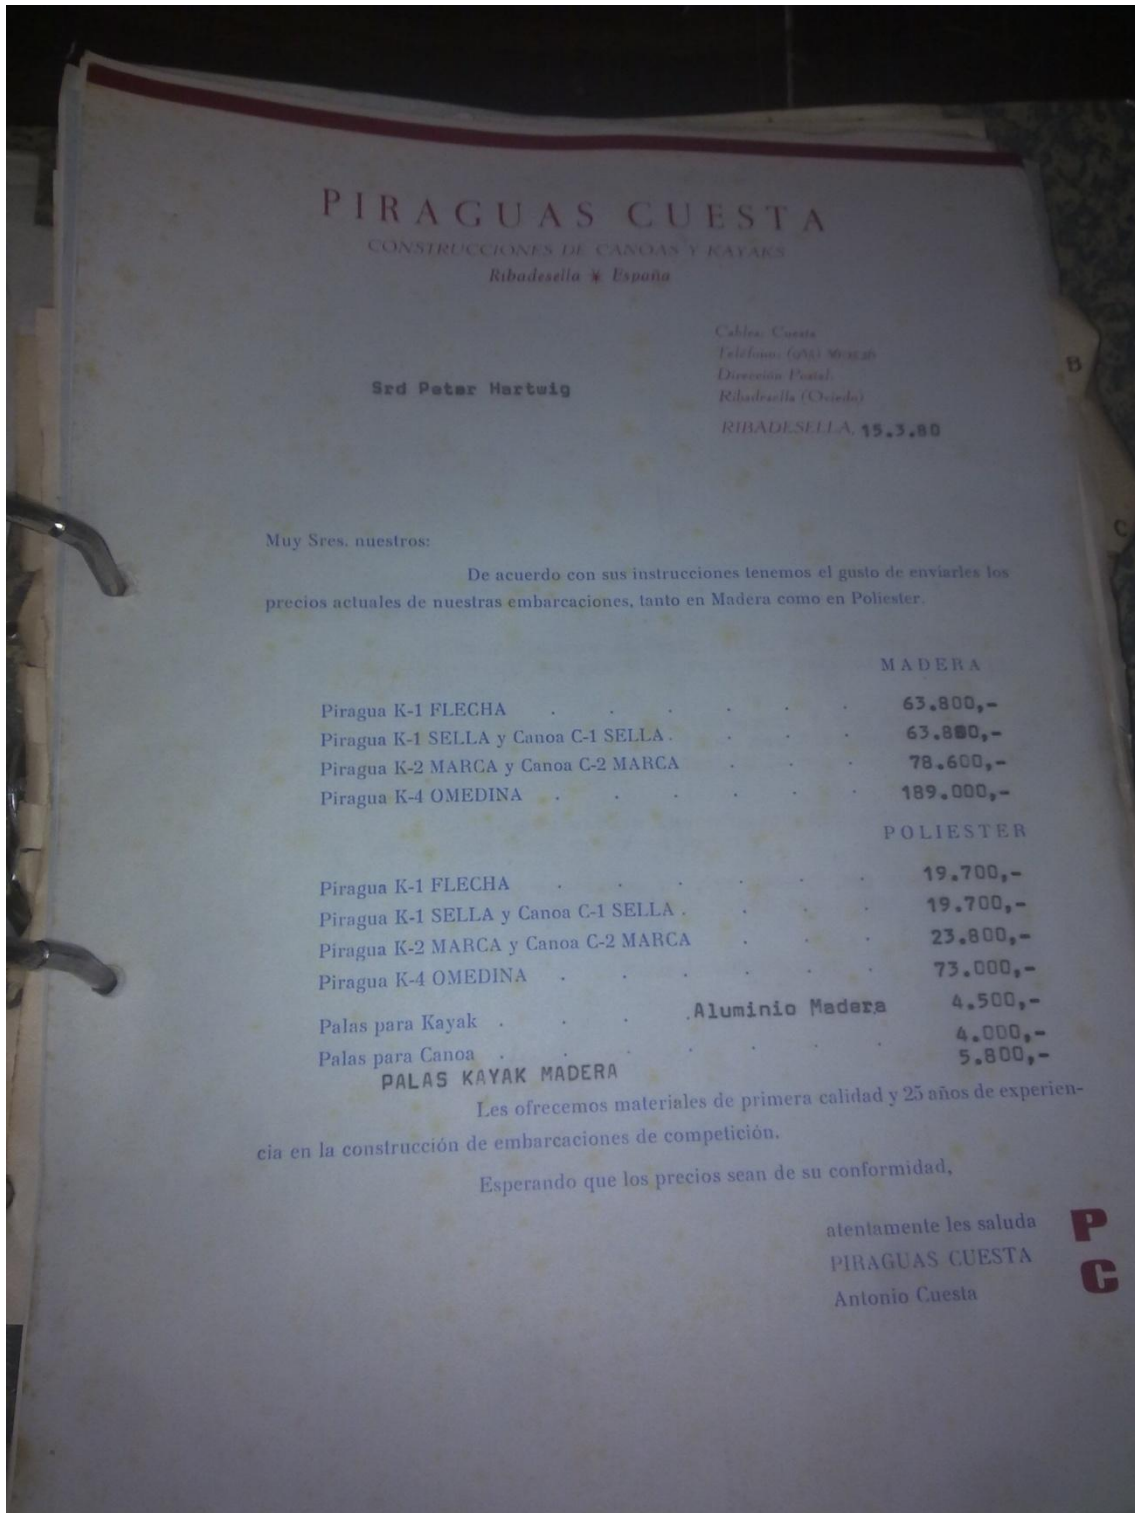 PIRAGUAS CUESTA
CONSTRUCCIONES DE CANOAS Y KAYAKS
Ribadesella * España
Cables: Cuesta
Teléfono: (985)
Dirección Postal:
Srd Peter Hartwig
Ribadesella (Oviedo)
RIBADESELLA, 15.3.80
B
C
Muy Sres. nuestros:
De acuerdo con sus instrucciones tenemos el gusto de enviarles los
precios actuales de nuestras embarcaciones, tanto en Madera como en Poliester.
MADERA
Piragua K-1 FLECHA . . . . . . 63.800,-
Piragua K-1 SELLA y Canoa C-1 SELLA . . . . 63.800,-
Piragua K-2 MARCA y Canoa C-2 MARCA . . . 78.600,-
Piragua K-4 OMEDINA . . . . . . 189.000,-
POLIESTER
Piragua K-1 FLECHA . . . . . . 19.700,-
Piragua K-1 SELLA y Canoa C-1 SELLA . . . . 19.700,-
Piragua K-2 MARCA y Canoa C-2 MARCA . . . 23.800,-
Piragua K-4 OMEDINA . . . . . . 73.000,-
Palas para Kayak . . . . Aluminio Madera 4.500,-
Palas para Canoa . . . . . . . 4.000,-
PALAS KAYAK MADERA 5.800,-
Les ofrecemos materiales de primera calidad y 25 años de experien-
cia en la construcción de embarcaciones de competición.
Esperando que los precios sean de su conformidad,
atentamente les saluda
PIRAGUAS CUESTA
Antonio Cuesta
P
C